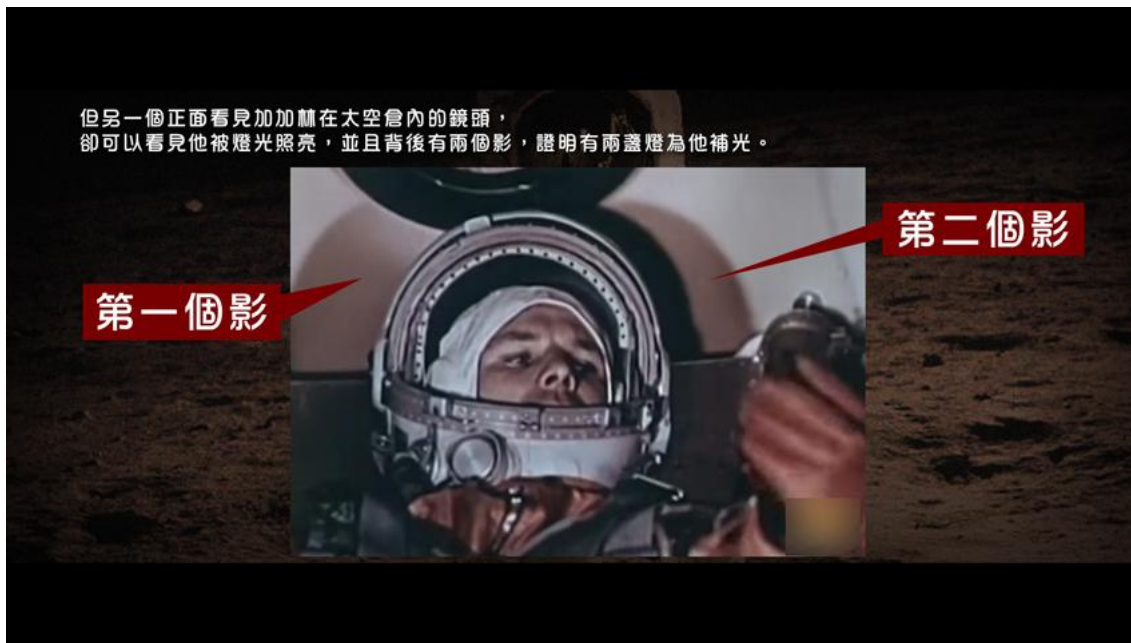 但另一個正面看見加加林在太空倉內的鏡頭，
卻可以看見他被燈光照亮，並且背後有兩個影，證明有兩盞燈為他補光。
第二個影
第一個影